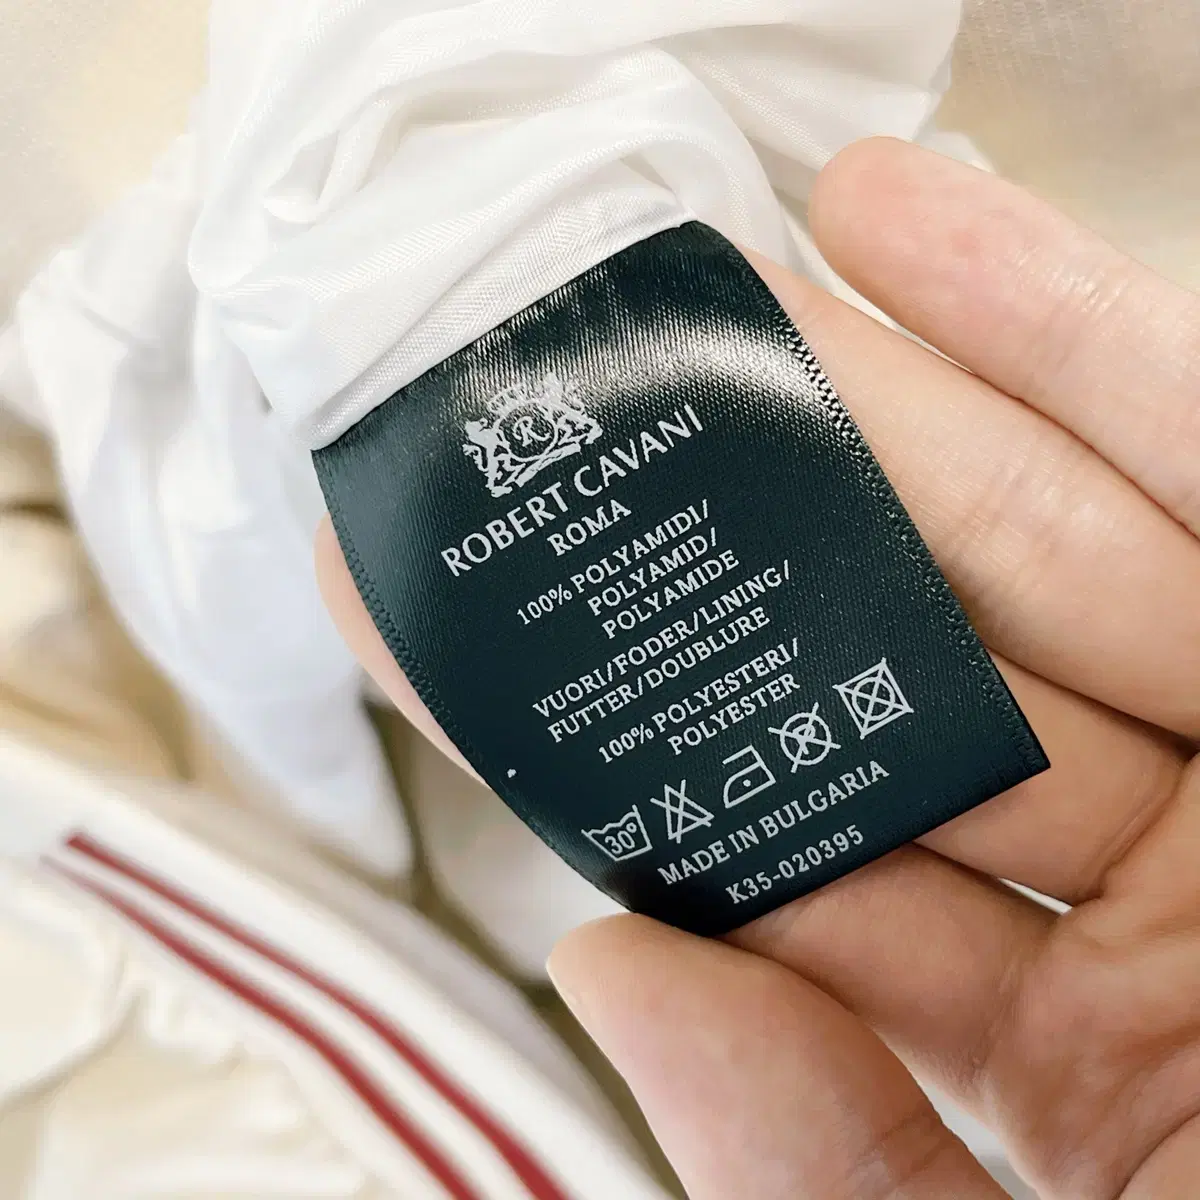 R
ROBERT CAVANI
ROMA
100% POLYAMIDI/
POLYAMID/
POLYAMIDE
VUORI/FODER/LINING/
FUTTER/DOUBLURE
100% POLYESTERI/
POLYESTER
30° P
MADE IN BULGARIA
K35-020395